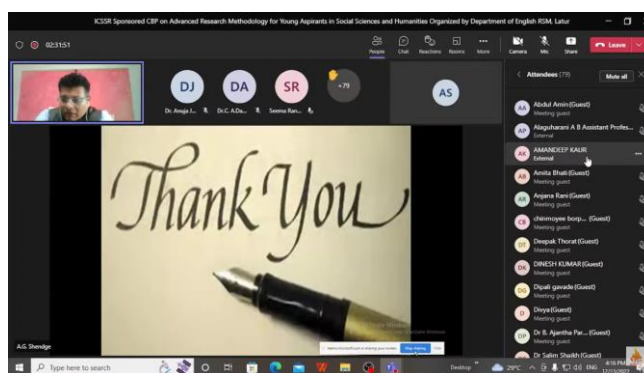 ICSSR Sponsored CBP on Advanced Research Methodology for Young Aspirants in Social Sciences and Humanities Organized by Department of English RSM, Latur
02:31:51
People
Chat
Reactions
Rooms
More
Camera
Mic
Share
Leave
DJ
DA
SR
+79
AS
Dr. Anuja J...
Dr.C. A.Da...
Seema Ran...
Thank You
A.G. Shendge
Stop sharing
Attendees (79)
Mute all
AA
Abdul Amin (Guest)
Meeting guest
AP
Alaguharani A B Assistant Profes...
External
AK
AMANDEEP KAUR
External
AB
Amita Bhati (Guest)
Meeting guest
AR
Anjana Rani (Guest)
Meeting guest
CB
chinmoyee borp... (Guest)
Meeting guest
DT
Deepak Thorat (Guest)
Meeting guest
DK
DINESH KUMAR (Guest)
Meeting guest
DG
Dipali gavade (Guest)
Meeting guest
D
Divya (Guest)
Meeting guest
DP
Dr B. Ajantha Par... (Guest)
Meeting guest
Dr Salim Shaikh (Guest)
Type here to search
Desktop
29°C
ENG
4:16 PM